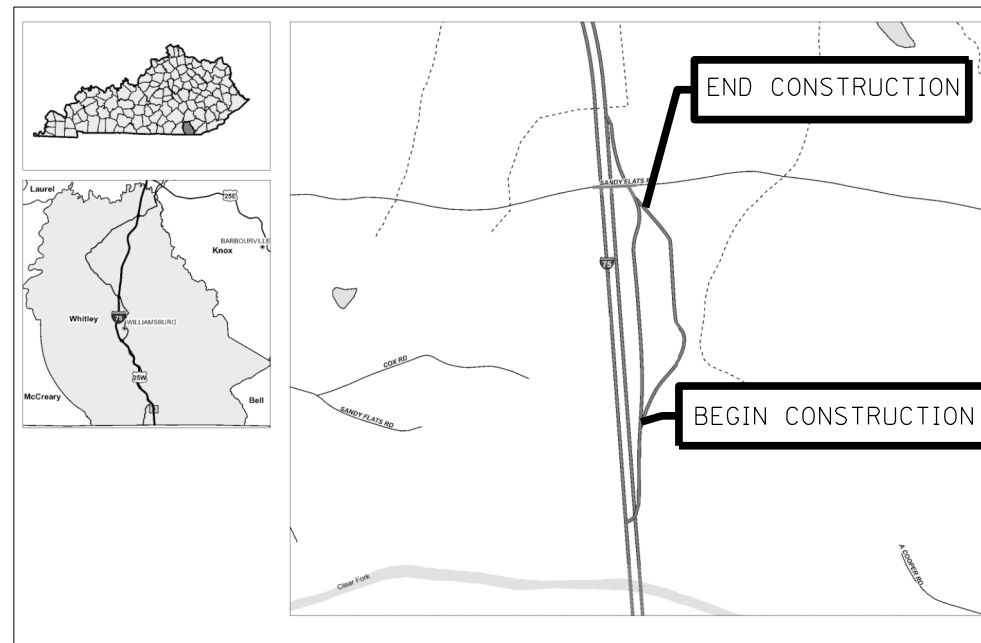 Laurel
25E
BARBOURVILLE
Knox
Whitley
75
WILLIAMSBURG
25W
McCreary
Bell
END CONSTRUCTION
SANDY FLATS R
75
COX RD
SANDY FLATS RD
BEGIN CONSTRUCTION
A COOPER RD
Clear Fork